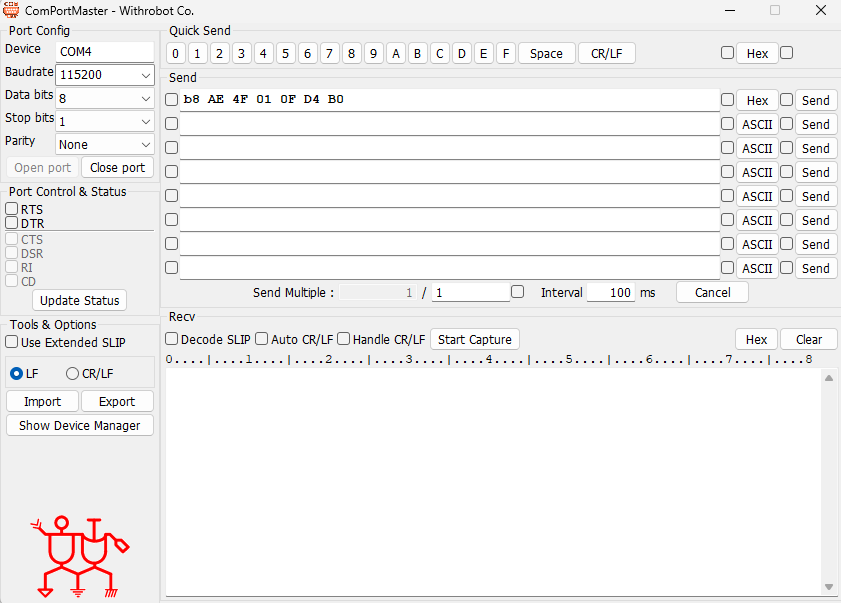 ComPortMaster - Withrobot Co.
Port Config
Device COM4
Baudrate 115200
Data bits 8
Stop bits 1
Parity None
Open port Close port
Port Control & Status
RTS
DTR
CTS
DSR
RI
CD
Update Status
Tools & Options
Use Extended SLIP
LF CR/LF
Import Export
Show Device Manager
Quick Send
0 1 2 3 4 5 6 7 8 9 A B C D E F Space CR/LF Hex
Send
b8 AE 4F 01 0F D4 B0 Hex Send
ASCII Send
ASCII Send
ASCII Send
ASCII Send
ASCII Send
ASCII Send
ASCII Send
Send Multiple : 1 / 1 Interval 100 ms Cancel
Recv
Decode SLIP Auto CR/LF Handle CR/LF Start Capture Hex Clear
0....|....1....|....2....|....3....|....4....|....5....|....6....|....7....|....8